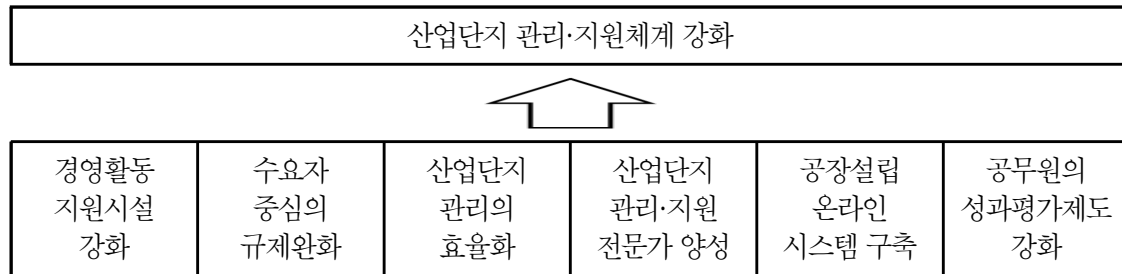 산업단지 관리·지원체계 강화
경영활동
지원시설
강화
수요자
중심의
규제완화
산업단지
관리의
효율화
산업단지
관리·지원
전문가 양성
공장설립
온라인
시스템 구축
공무원의
성과평가제도
강화